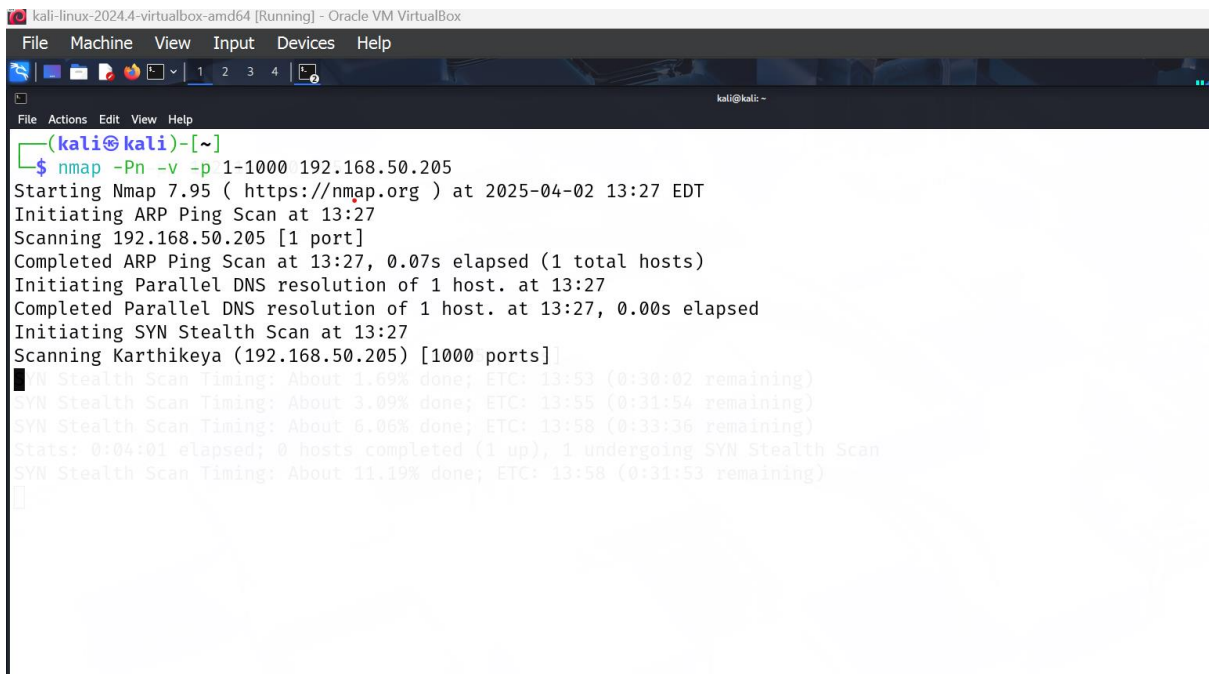 kali-linux-2024.4-virtualbox-amd64 [Running] - Oracle VM VirtualBox
File Machine View Input Devices Help
1 2 3 4 2
kali@kali: ~
File Actions Edit View Help
(kali㉿kali)-[~]
$ nmap -Pn -v -p 1-1000 192.168.50.205
Starting Nmap 7.95 ( https://nmap.org ) at 2025-04-02 13:27 EDT
Initiating ARP Ping Scan at 13:27
Scanning 192.168.50.205 [1 port]
Completed ARP Ping Scan at 13:27, 0.07s elapsed (1 total hosts)
Initiating Parallel DNS resolution of 1 host. at 13:27
Completed Parallel DNS resolution of 1 host. at 13:27, 0.00s elapsed
Initiating SYN Stealth Scan at 13:27
Scanning Karthikeya (192.168.50.205) [1000 ports]
SYN Stealth Scan Timing: About 1.69% done; ETC: 13:53 (0:30:02 remaining)
SYN Stealth Scan Timing: About 3.09% done; ETC: 13:55 (0:31:54 remaining)
SYN Stealth Scan Timing: About 6.06% done; ETC: 13:58 (0:33:36 remaining)
Stats: 0:04:01 elapsed; 0 hosts completed (1 up), 1 undergoing SYN Stealth Scan
SYN Stealth Scan Timing: About 11.19% done; ETC: 13:58 (0:31:53 remaining)